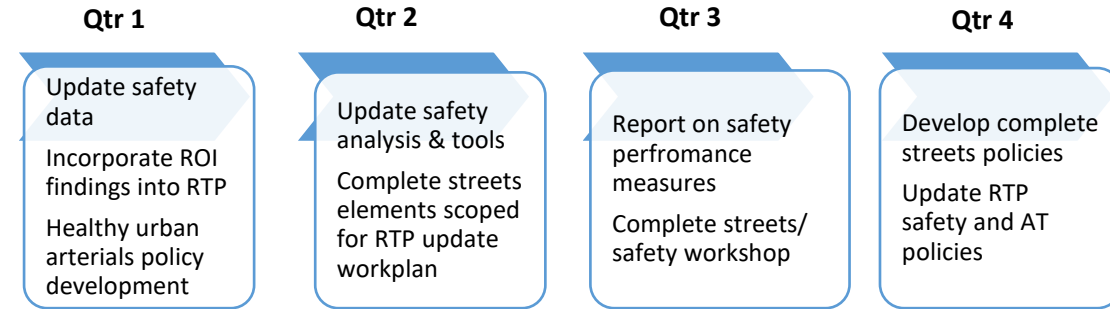 Qtr 1
Update safety
data
Incorporate ROI
findings into RTP
Healthy urban
arterials policy
development
Qtr 2
Update safety
analysis & tools
Complete streets
elements scoped
for RTP update
workplan
Qtr 3
Report on safety
perfromance
measures
Complete streets/
safety workshop
Qtr 4
Develop complete
streets policies
Update RTP
safety and AT
policies